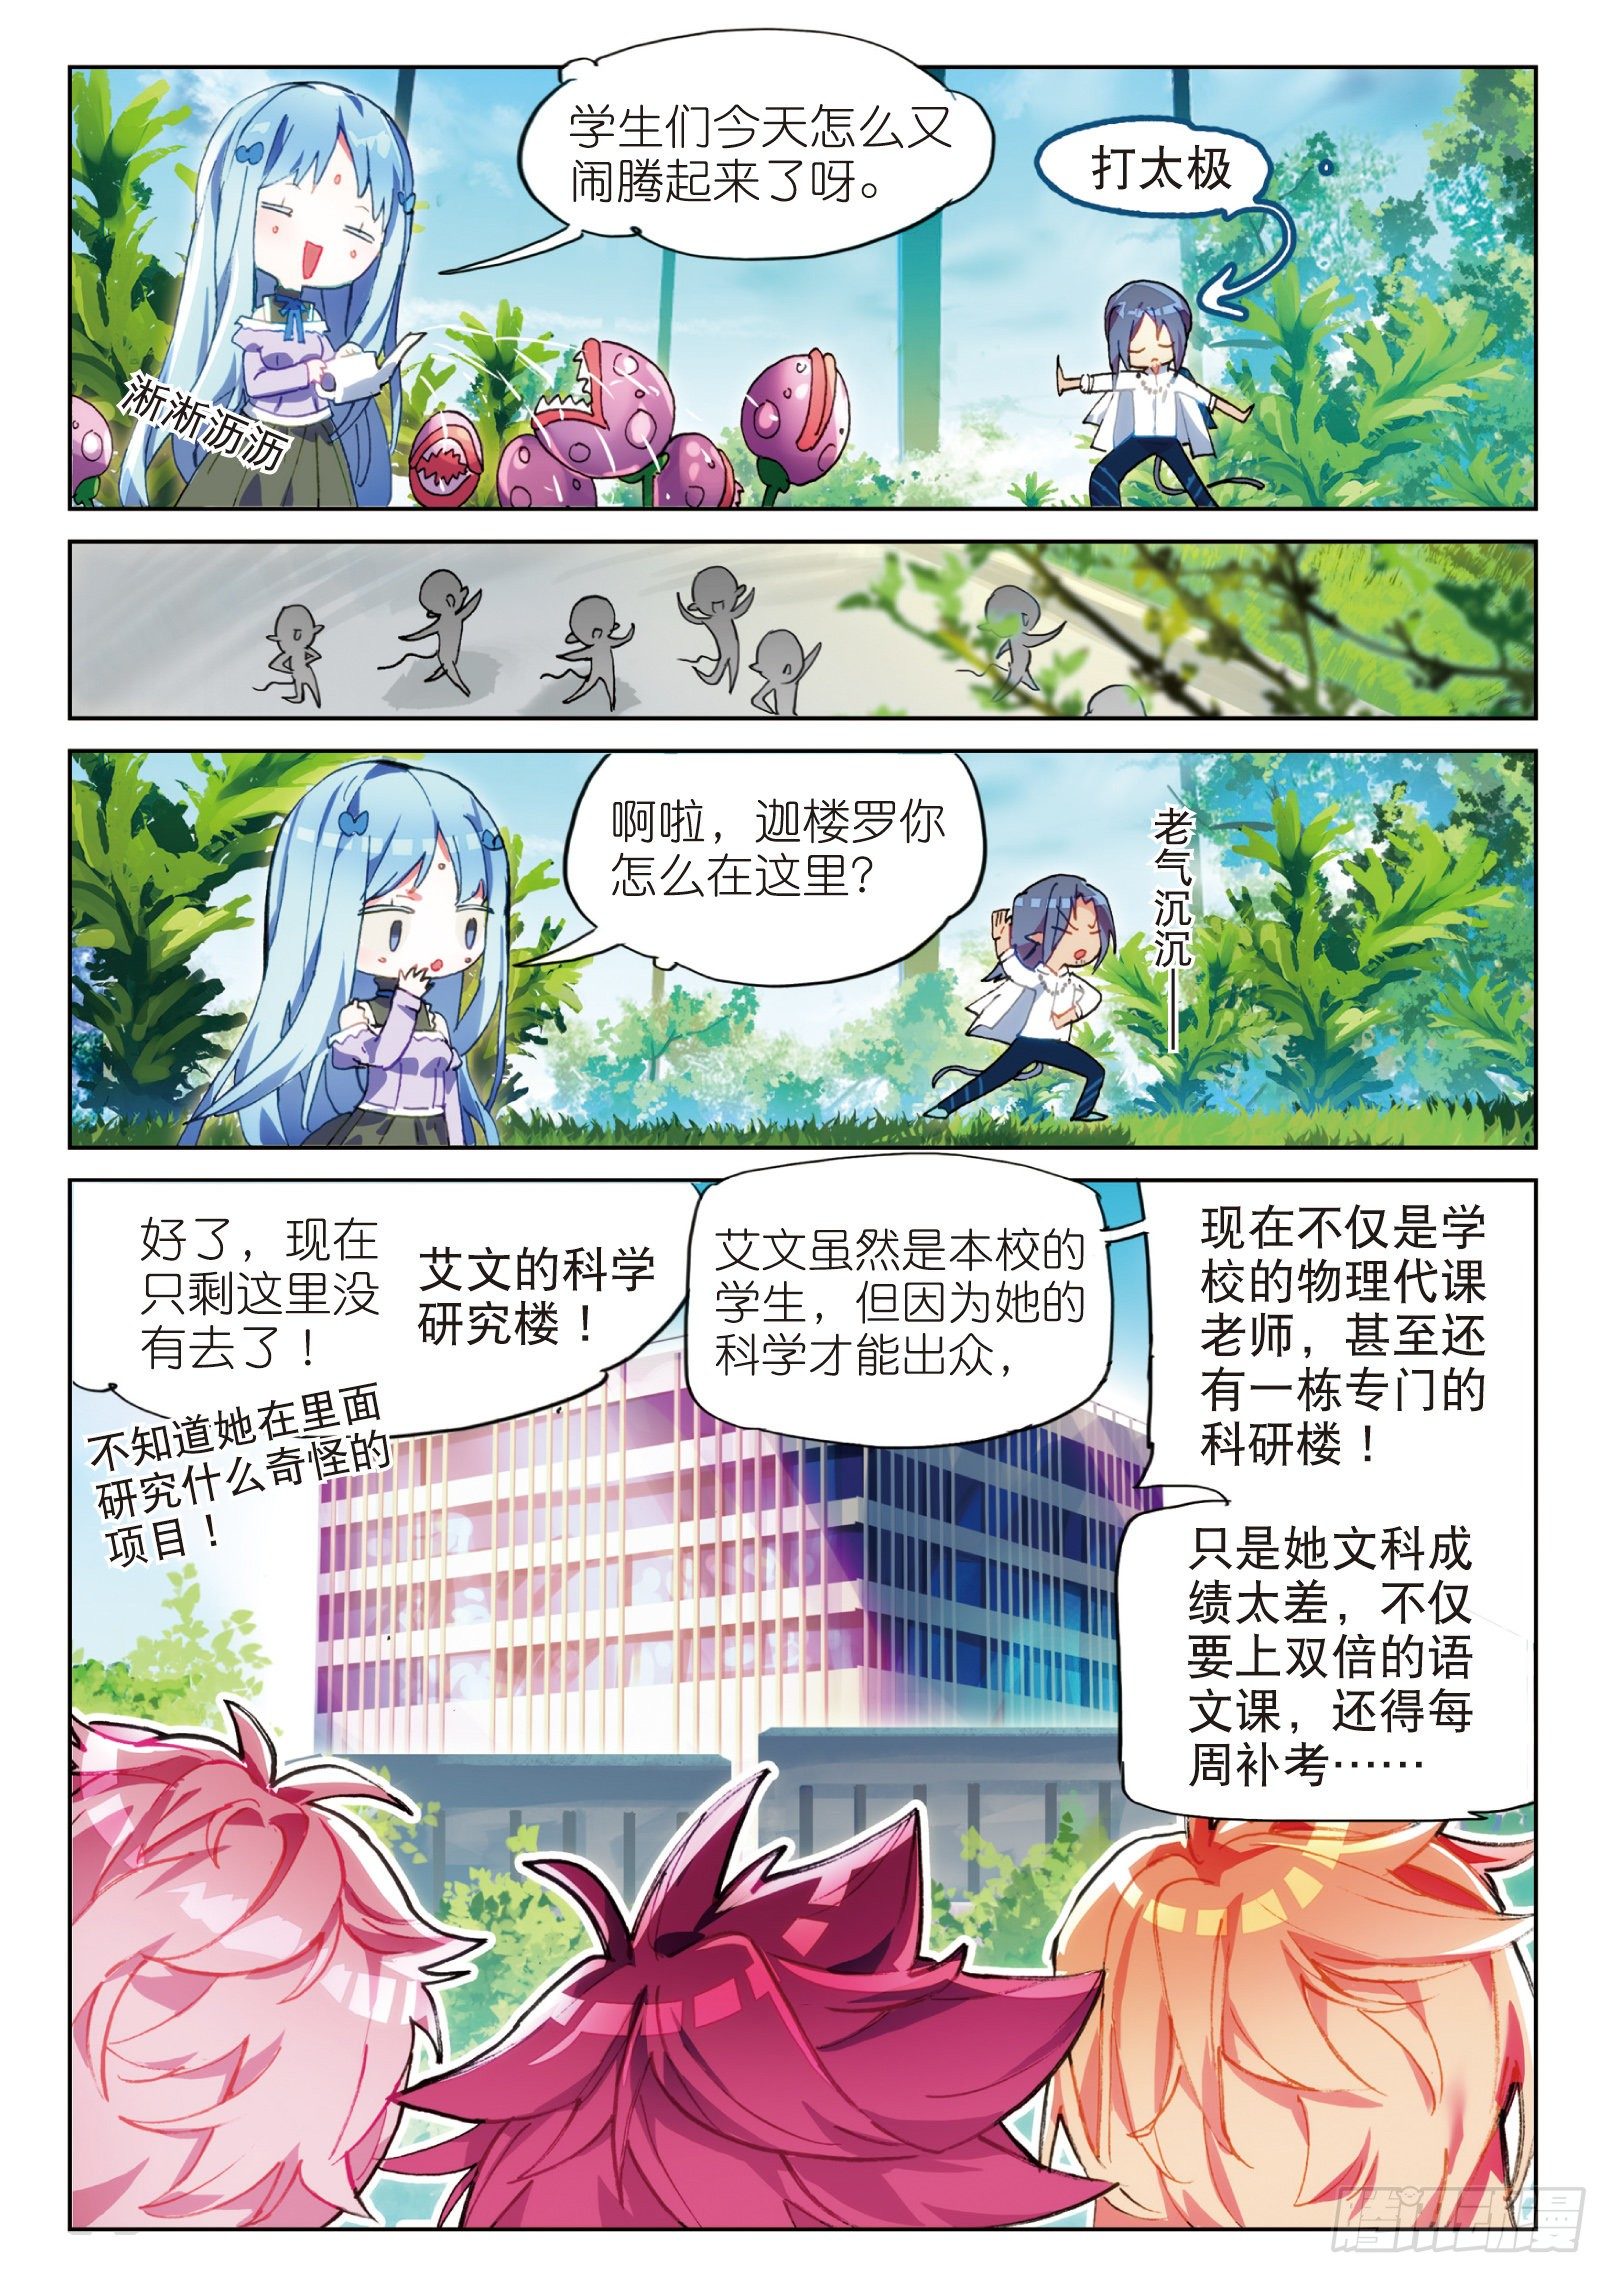 学生们今天怎么又
闹腾起来了呀。
打太极
淅淅沥沥
啊啦，迦楼罗你
怎么在这里？
老气沉沉——
好了，现在
只剩这里没
有去了！
艾文的科学
研究楼！
不知道她在里面
研究什么奇怪的
项目！
艾文虽然是本校的
学生，但因为她的
科学才能出众，
现在不仅是学
校的物理代课
老师，甚至还
有一栋专门的
科研楼！
只是她文科成
绩太差，不仅
要上双倍的语
文课，还得每
周补考……
腾讯动漫